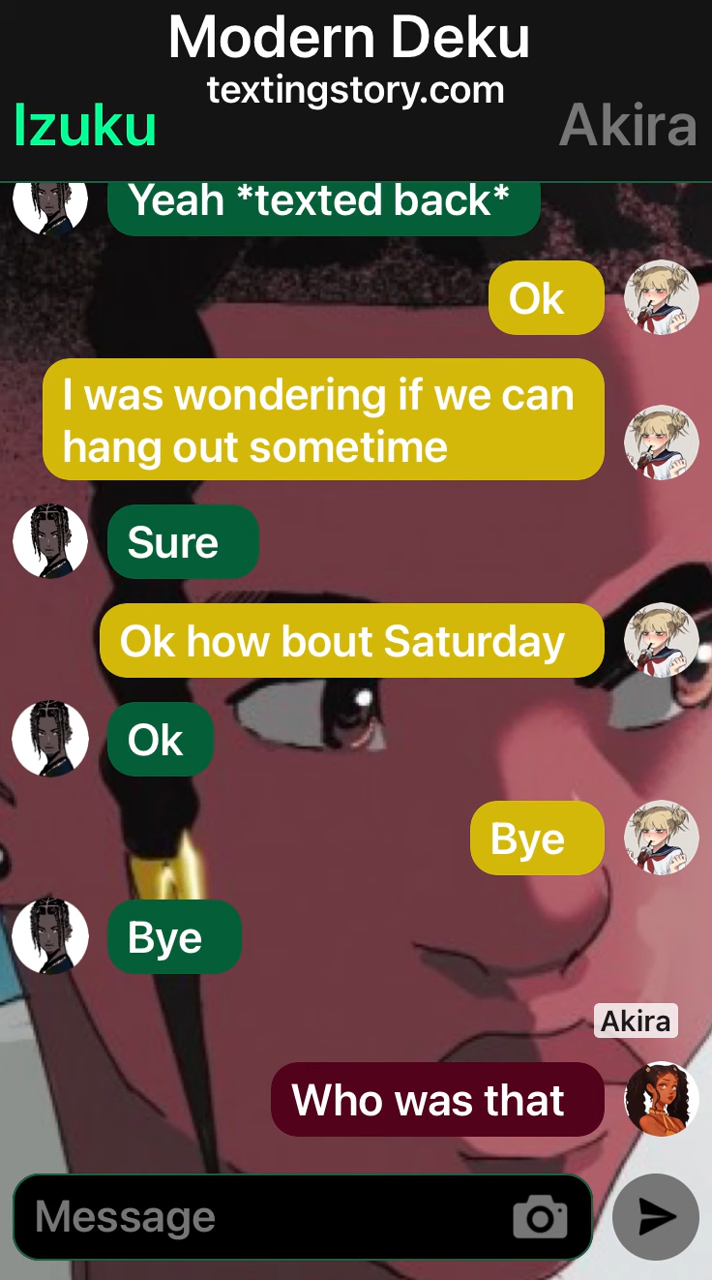 Modern Deku
textingstory.com
Izuku
Akira
Yeah *texted back*
Ok
I was wondering if we can
hang out sometime
Sure
Ok how bout Saturday
Ok
Bye
Bye
Akira
Who was that
Message